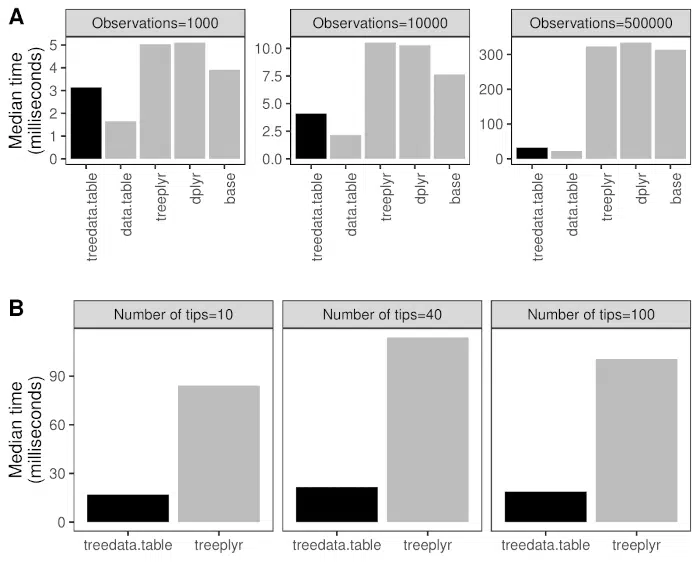 A
Observations=1000
Observations=10000
Observations=500000
Median time
(milliseconds)
5
4
3
2
1
0
10.0
7.5
5.0
2.5
0.0
300
200
100
0
treedata.table
data.table
treeplyr
dplyr
base
treedata.table
data.table
treeplyr
dplyr
base
treedata.table
data.table
treeplyr
dplyr
base
B
Number of tips=10
Number of tips=40
Number of tips=100
Median time
(milliseconds)
90
60
30
0
treedata.table
treeplyr
treedata.table
treeplyr
treedata.table
treeplyr